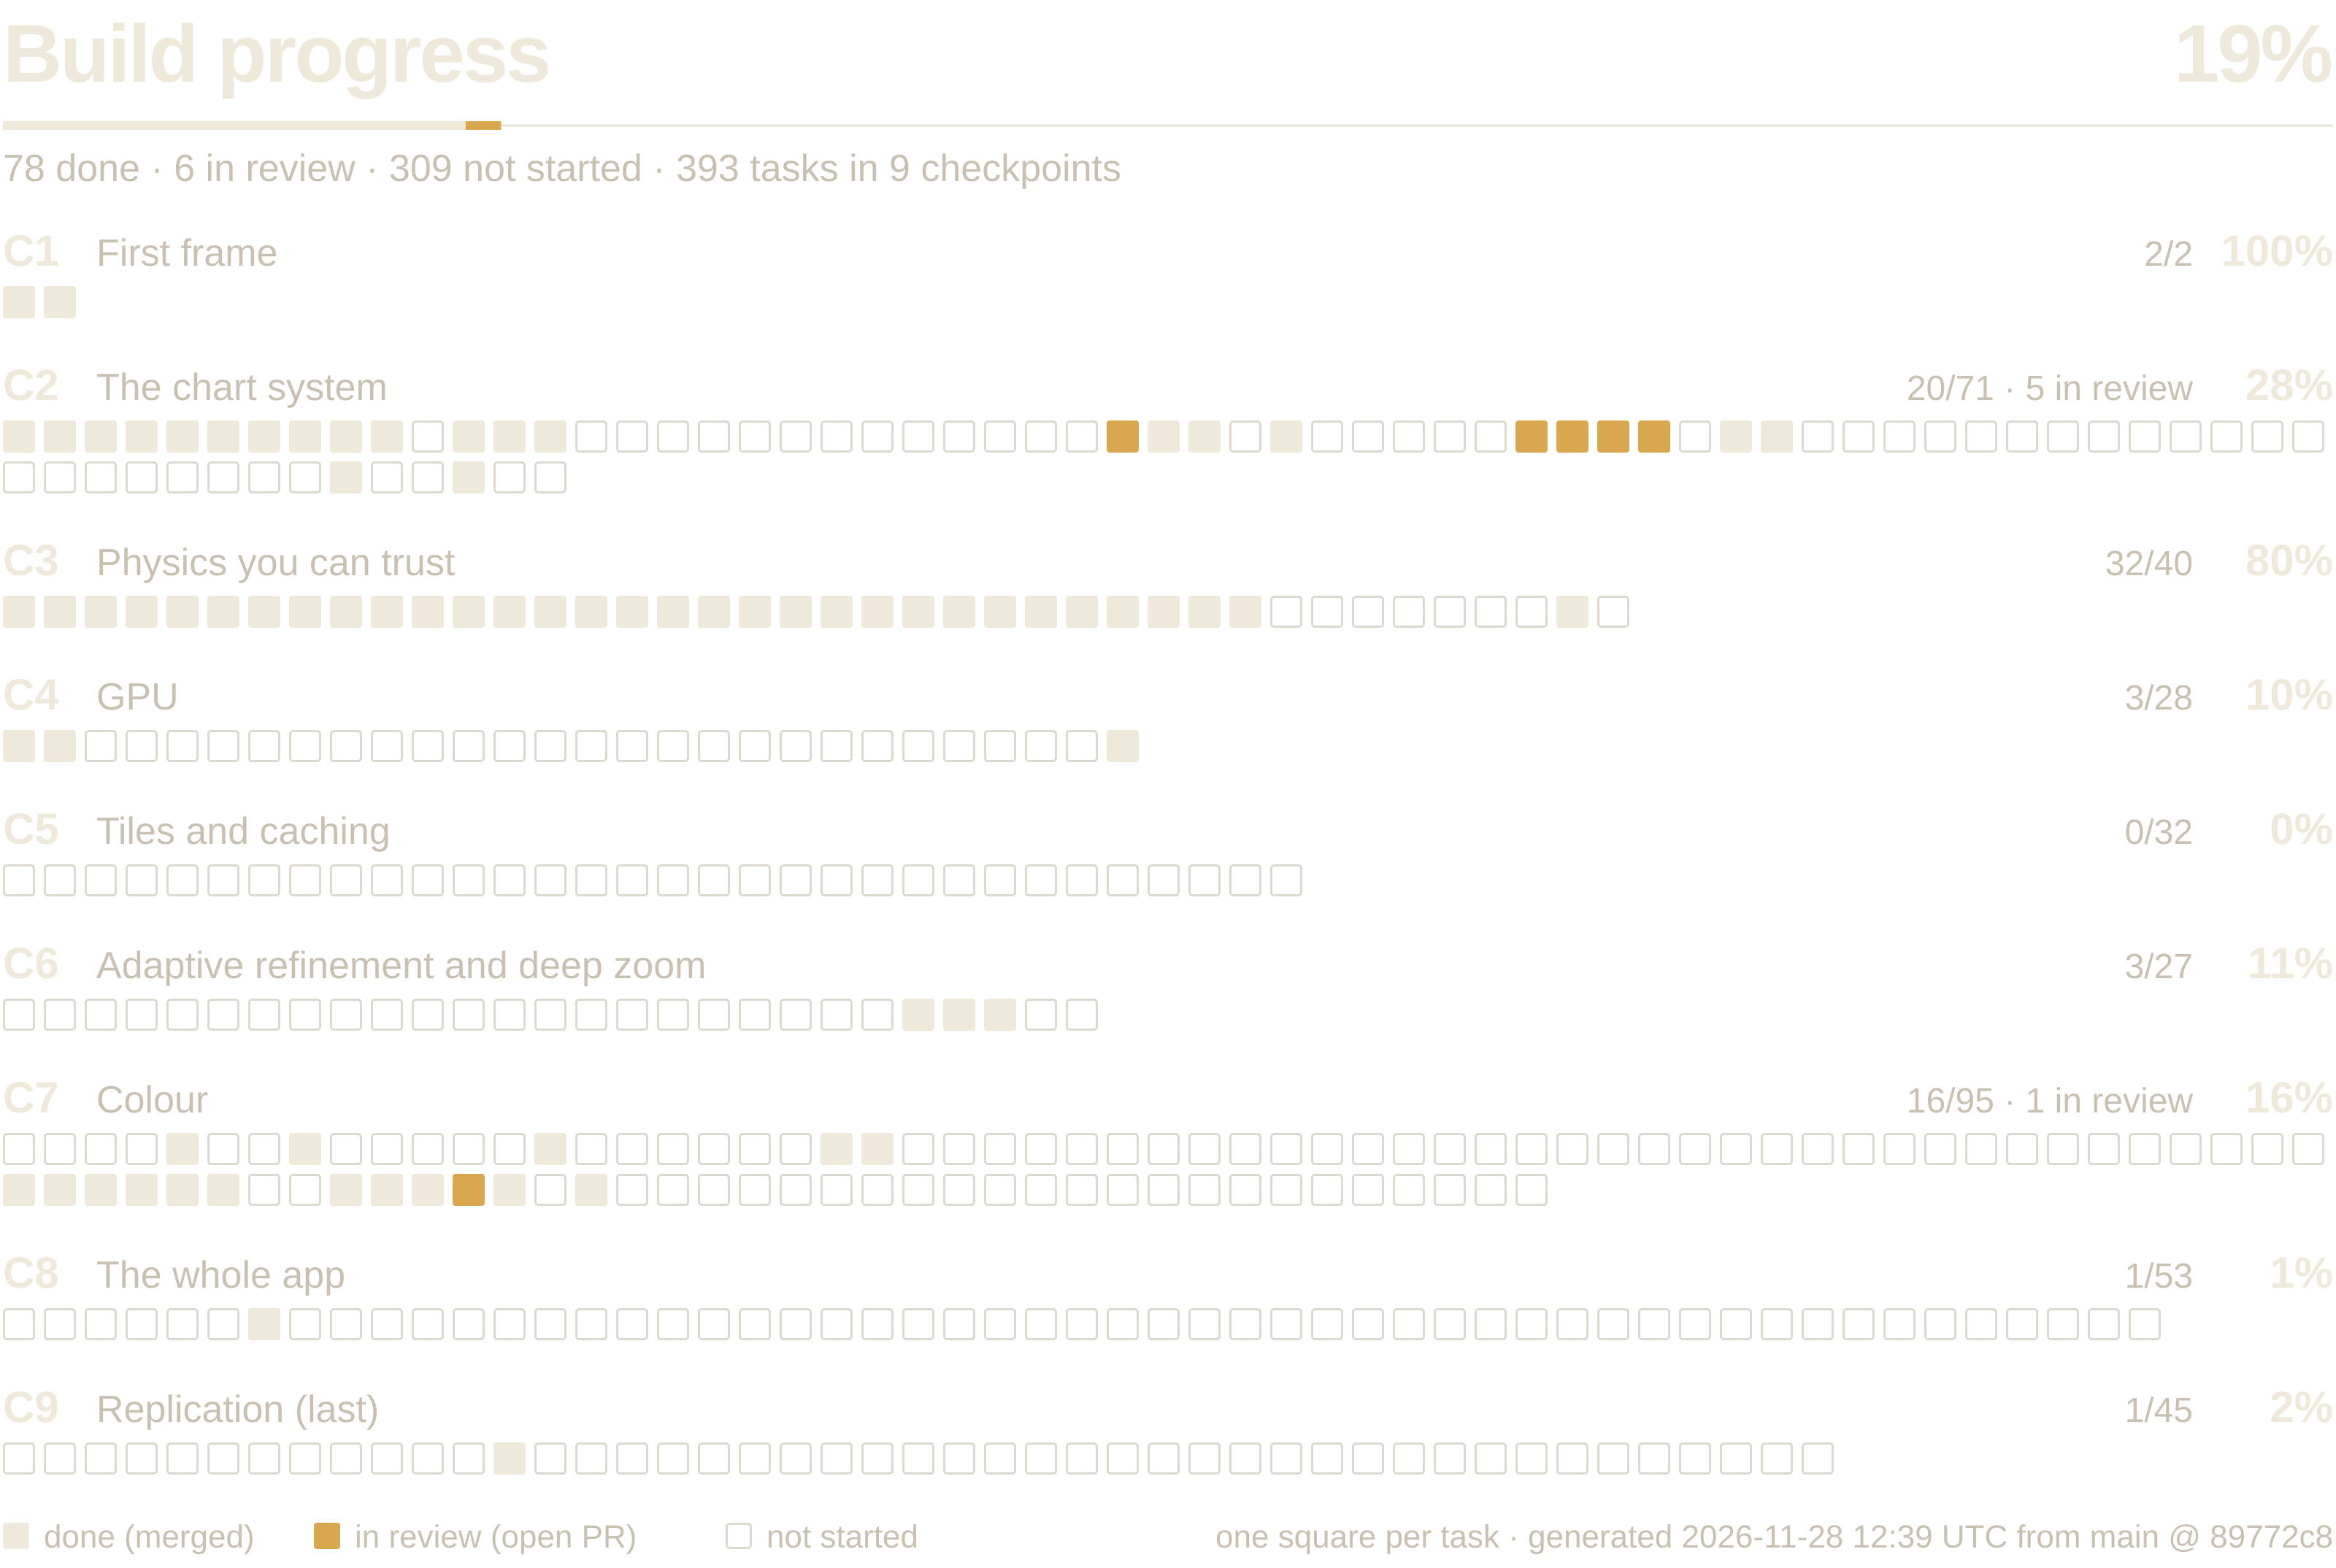 Build progress 19%
78 done · 6 in review · 309 not started · 393 tasks in 9 checkpoints
C1 First frame 2/2 100%
C2 The chart system 20/71 · 5 in review 28%
C3 Physics you can trust 32/40 80%
C4 GPU 3/28 10%
C5 Tiles and caching 0/32 0%
C6 Adaptive refinement and deep zoom 3/27 11%
C7 Colour 16/95 · 1 in review 16%
C8 The whole app 1/53 1%
C9 Replication (last) 1/45 2%
done (merged) in review (open PR) not started one square per task · generated 2026-11-28 12:39 UTC from main @ 89772c8